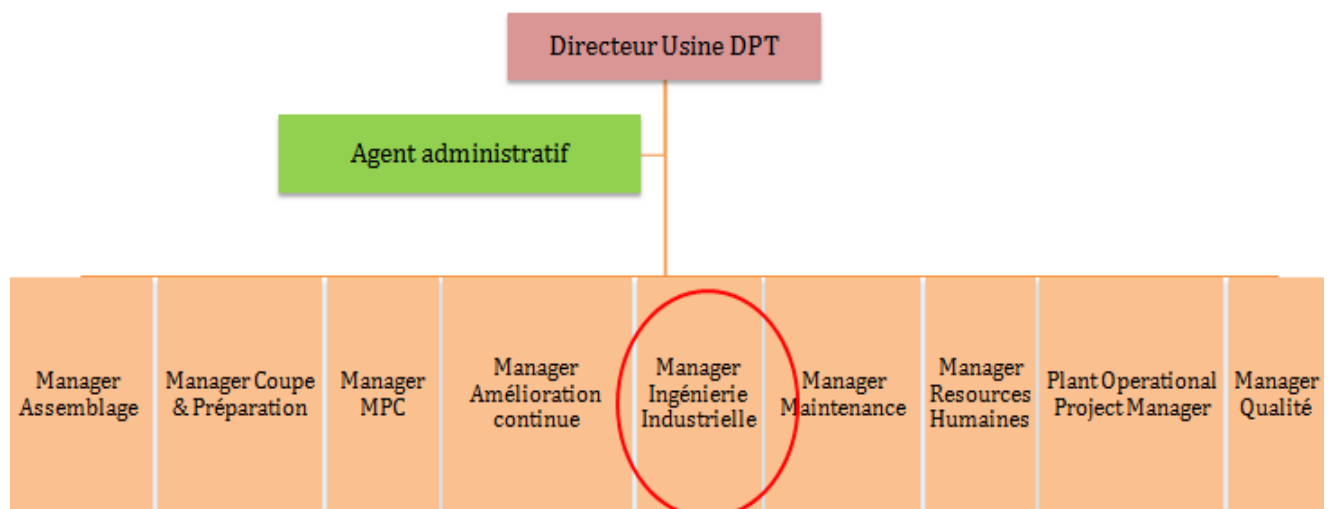 Directeur Usine DPT
Agent administratif
Manager
Assemblage
Manager Coupe
& Préparation
Manager
MPC
Manager
Amélioration
continue
Manager
Ingénierie
Industrielle
Manager
Maintenance
Manager
Resources
Humaines
Plant Operational
Project Manager
Manager
Qualité